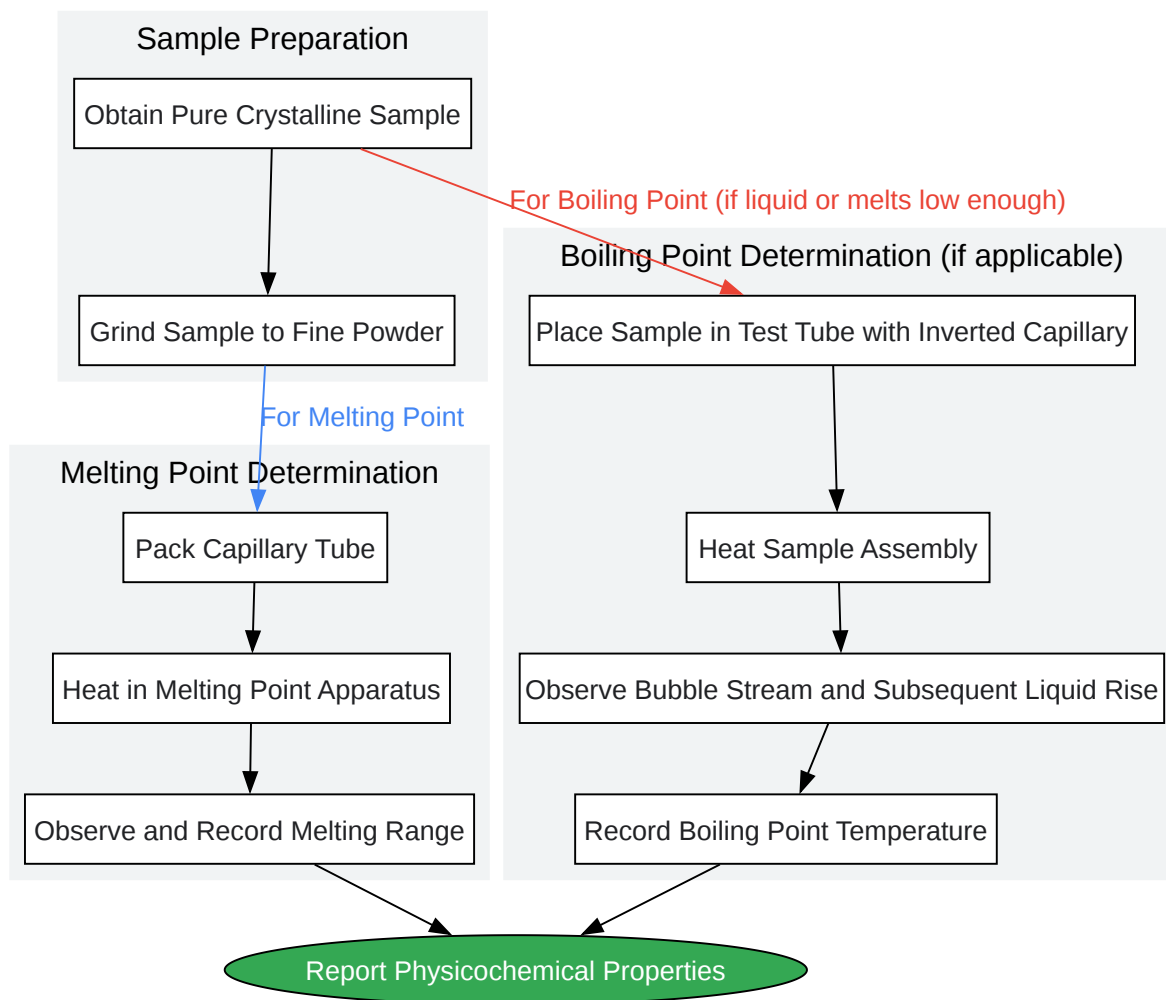 Sample Preparation
Obtain Pure Crystalline Sample
For Boiling Point (if liquid or melts low enough)
Grind Sample to Fine Powder
For Melting Point
Melting Point Determination
Pack Capillary Tube
Heat in Melting Point Apparatus
Observe and Record Melting Range
Boiling Point Determination (if applicable)
Place Sample in Test Tube with Inverted Capillary
Heat Sample Assembly
Observe Bubble Stream and Subsequent Liquid Rise
Record Boiling Point Temperature
Report Physicochemical Properties